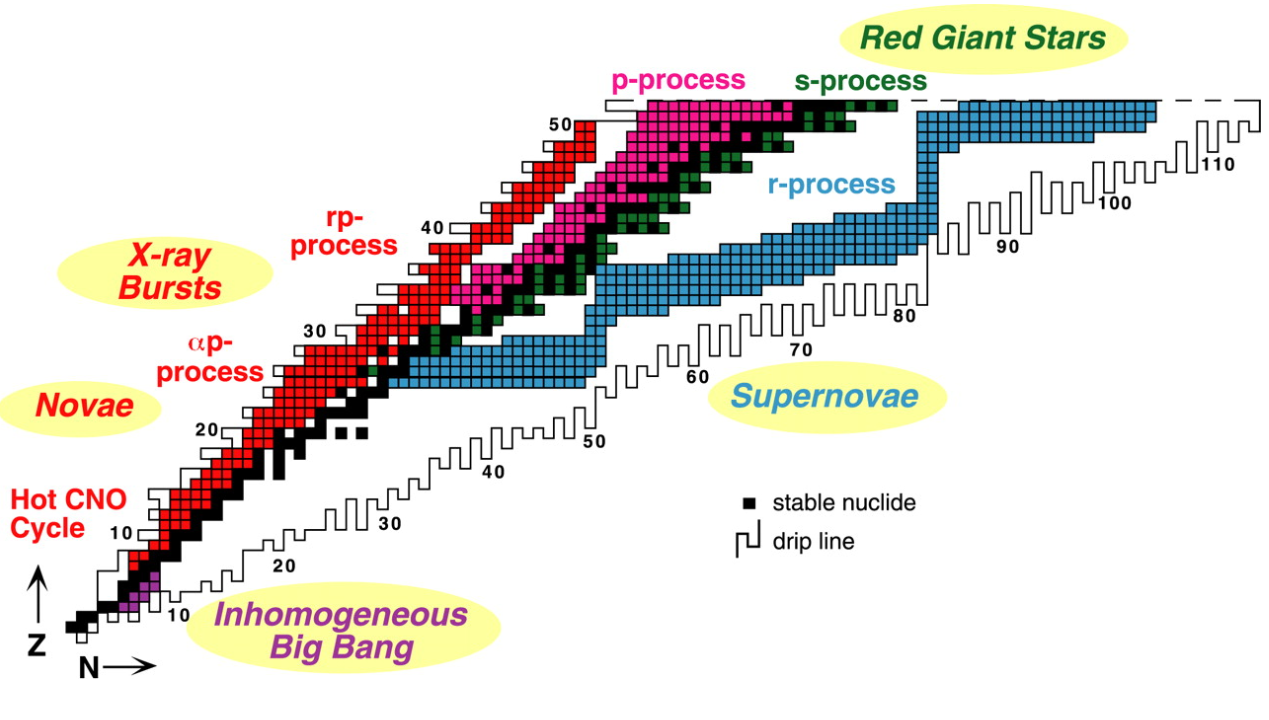 Red Giant Stars
p-process
s-process
50
110
r-process
100
rp-
process
40
90
X-ray
Bursts
30
80
αp-
process
70
60
Novae
Supernovae
20
50
40
Hot CNO
Cycle
stable nuclide
10
30
drip line
20
Z
10
Inhomogeneous
Big Bang
N